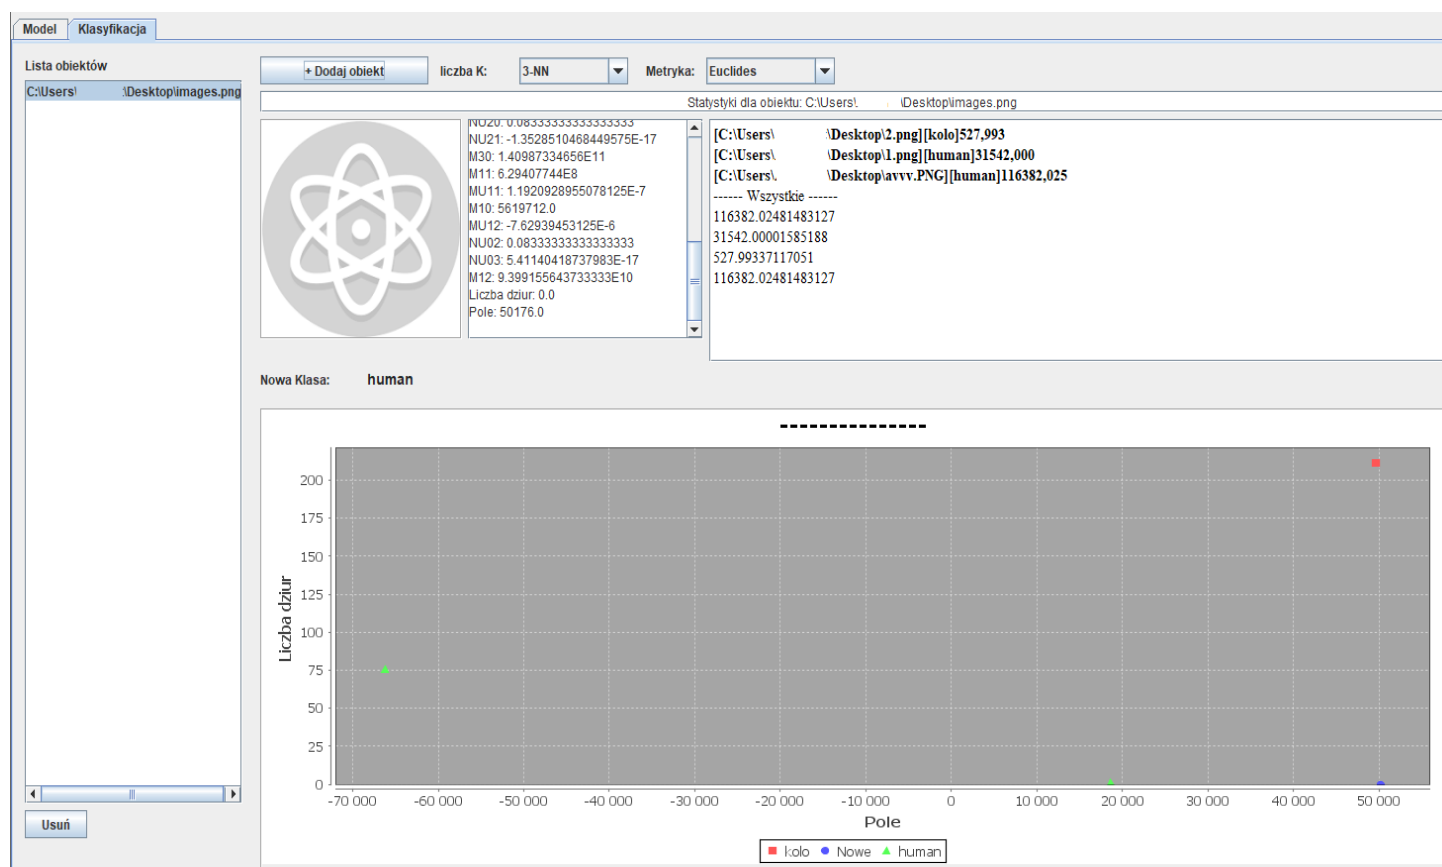 Model Klasyfikacja
Lista obiektów
C:\Users\ :\Desktop\images.png
Usuń
+ Dodaj obiekt liczba K: 3-NN Metryka: Euclides
Statystyki dla obiektu: C:\Users\. \Desktop\images.png
NU20: 0.08333333333333333
NU21: -1.3528510468449575E-17
M30: 1.40987334656E11
M11: 6.29407744E8
MU11: 1.1920928955078125E-7
M10: 5619712.0
MU12: -7.62939453125E-6
NU02: 0.08333333333333333
NU03: 5.41140418737983E-17
M12: 9.399155643733333E10
Liczba dziur: 0.0
Pole: 50176.0
[C:\Users\ \Desktop\2.png][kolo]527,993
[C:\Users\ \Desktop\1.png][human]31542,000
[C:\Users\. \Desktop\avvv.PNG][human]116382,025
------ Wszystkie ------
116382.02481483127
31542.00001585188
527.99337117051
116382.02481483127
Nowa Klasa: human
---------------
Liczba dziur
200
175
150
125
100
75
50
25
0
-70 000 -60 000 -50 000 -40 000 -30 000 -20 000 -10 000 0 10 000 20 000 30 000 40 000 50 000
Pole
kolo Nowe human